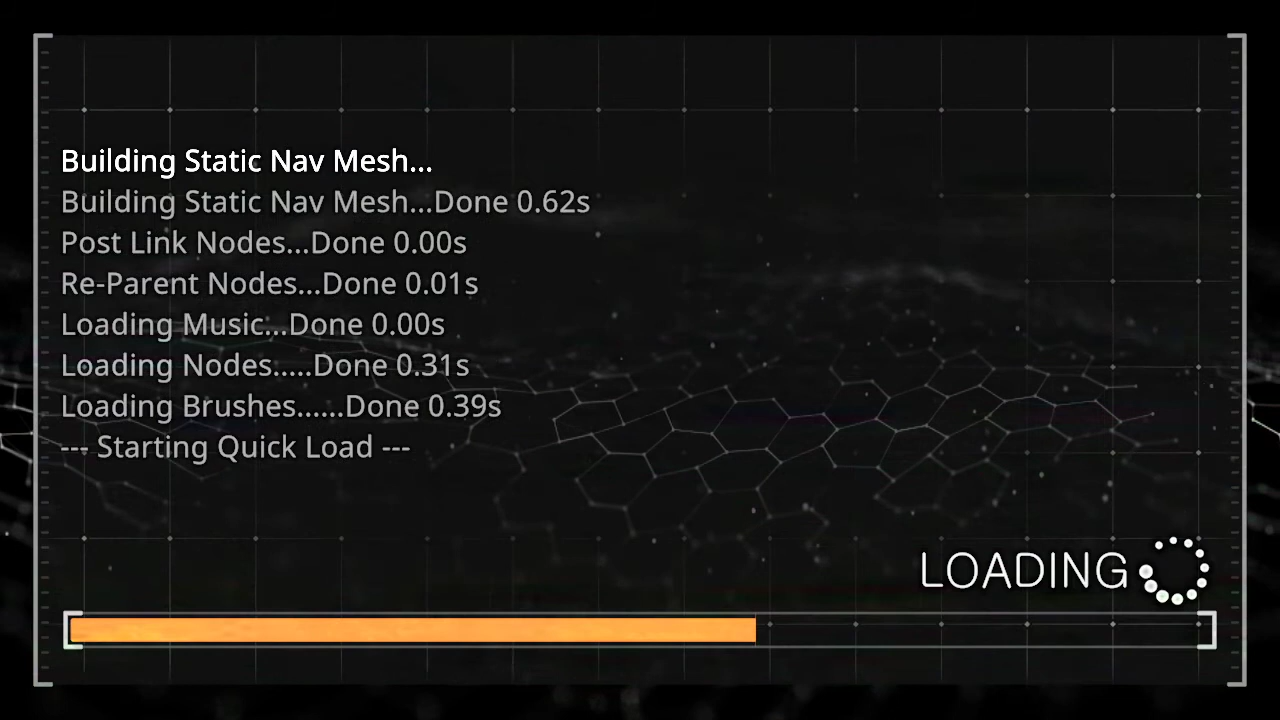 Building Static Nav Mesh...
Building Static Nav Mesh...Done 0.62s
Post Link Nodes...Done 0.00s
Re-Parent Nodes...Done 0.01s
Loading Music...Done 0.00s
Loading Nodes.....Done 0.31s
Loading Brushes......Done 0.39s
--- Starting Quick Load ---
LOADING